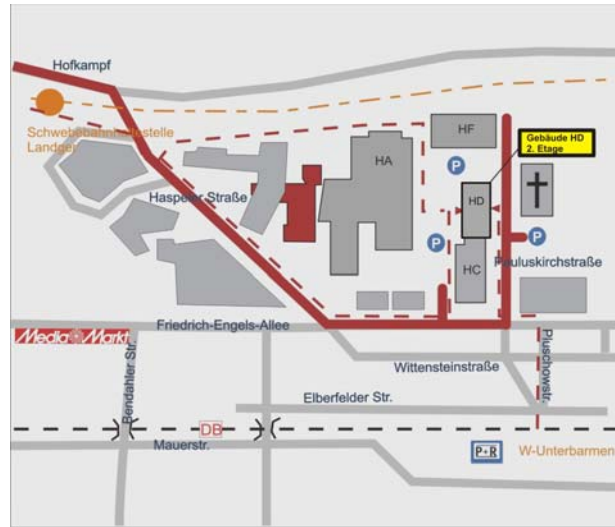 Hofkampf
Schwebebahnhaltestelle
HF
Gebäude HD
2. Etage
HA
P
Haspeler Straße
HD
P
P
HC
Pauluskirchstraße
Friedrich-Engels-Allee
Media Markt
Bendahler Str.
Wittensteinstraße
Pluschowstr.
Elberfelder Str.
DB
Mauerstr.
P+R
W-Unterbarmen